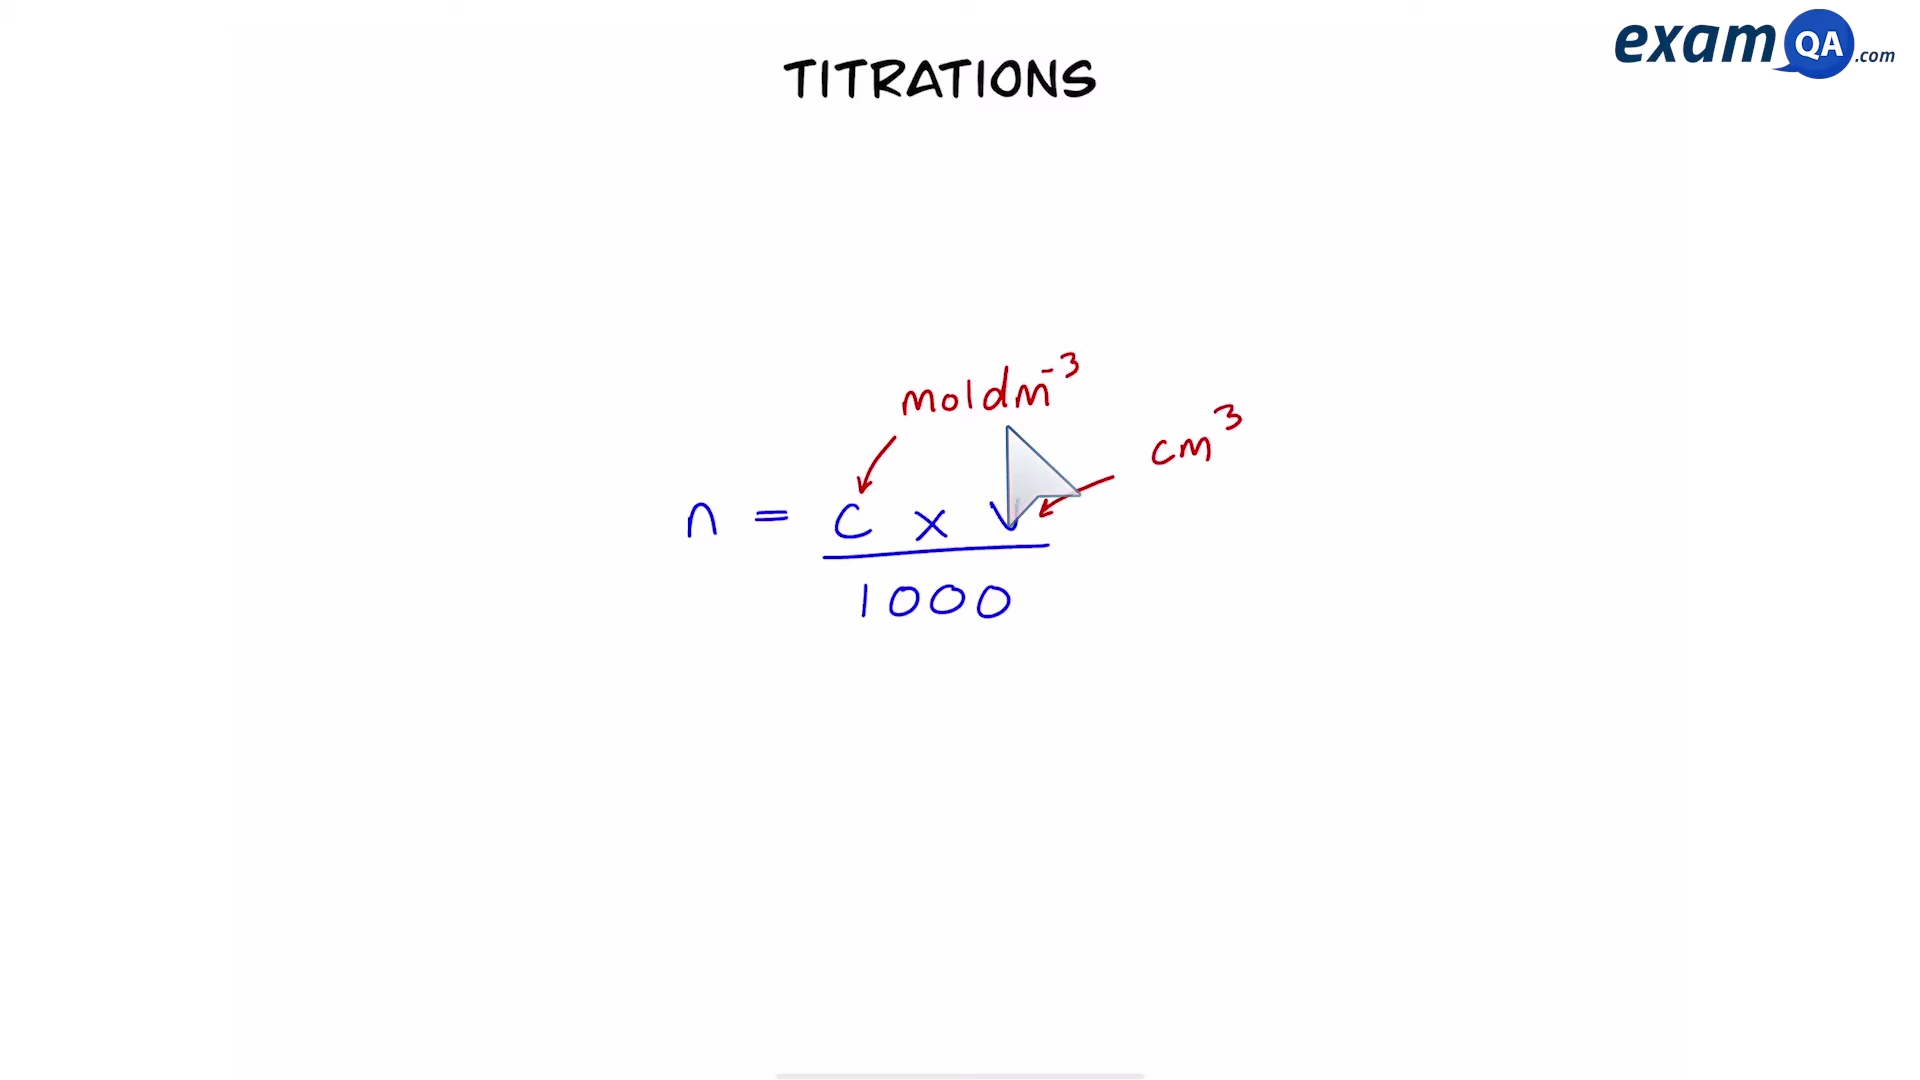 examQA.com
TITRATIONS
moldm⁻³
cm³
n = c x v
1000